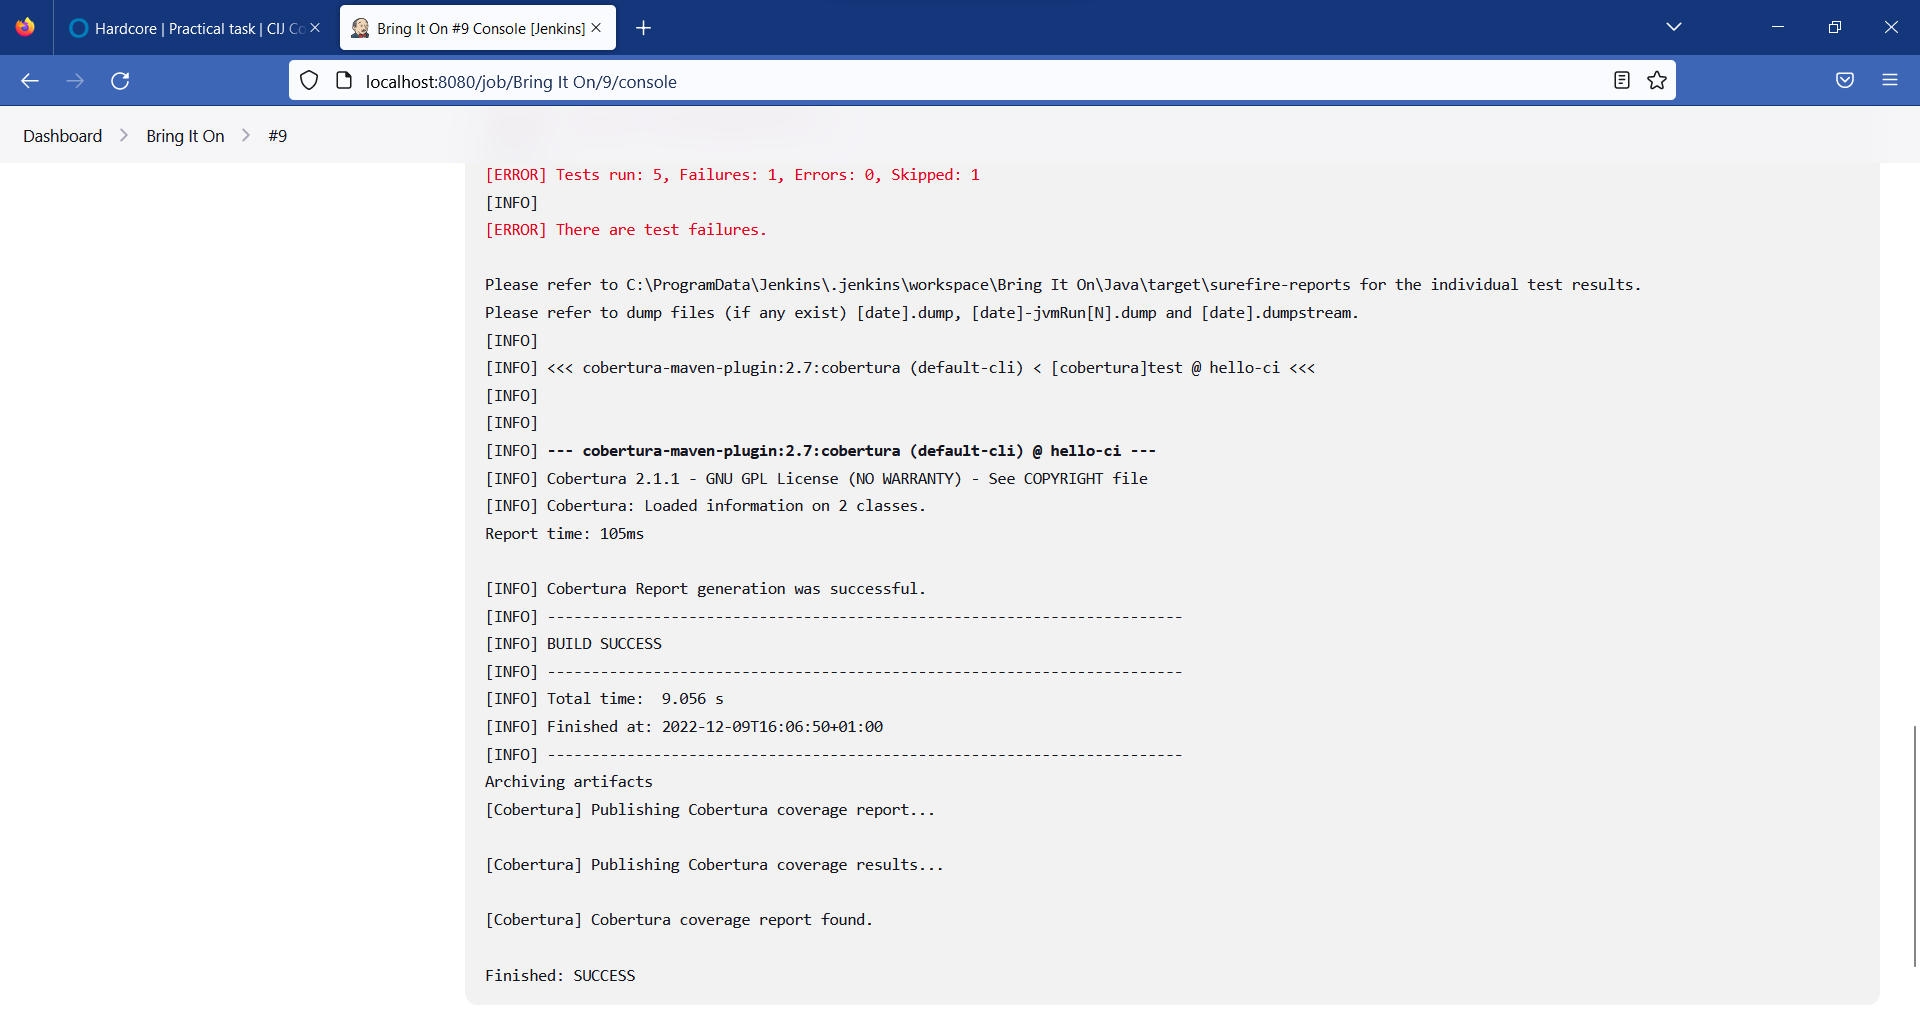 Hardcore | Practical task | CIJ Co
Bring It On #9 Console [Jenkins]
localhost:8080/job/Bring It On/9/console
Dashboard > Bring It On > #9
[ERROR] Tests run: 5, Failures: 1, Errors: 0, Skipped: 1
[INFO]
[ERROR] There are test failures.
Please refer to C:\ProgramData\Jenkins\.jenkins\workspace\Bring It On\Java\target\surefire-reports for the individual test results.
Please refer to dump files (if any exist) [date].dump, [date]-jvmRun[N].dump and [date].dumpstream.
[INFO]
[INFO] <<< cobertura-maven-plugin:2.7:cobertura (default-cli) < [cobertura]test @ hello-ci <<<
[INFO]
[INFO]
[INFO] --- cobertura-maven-plugin:2.7:cobertura (default-cli) @ hello-ci ---
[INFO] Cobertura 2.1.1 - GNU GPL License (NO WARRANTY) - See COPYRIGHT file
[INFO] Cobertura: Loaded information on 2 classes.
Report time: 105ms
[INFO] Cobertura Report generation was successful.
[INFO] ------------------------------------------------------------------------
[INFO] BUILD SUCCESS
[INFO] ------------------------------------------------------------------------
[INFO] Total time:  9.056 s
[INFO] Finished at: 2022-12-09T16:06:50+01:00
[INFO] ------------------------------------------------------------------------
Archiving artifacts
[Cobertura] Publishing Cobertura coverage report...
[Cobertura] Publishing Cobertura coverage results...
[Cobertura] Cobertura coverage report found.
Finished: SUCCESS